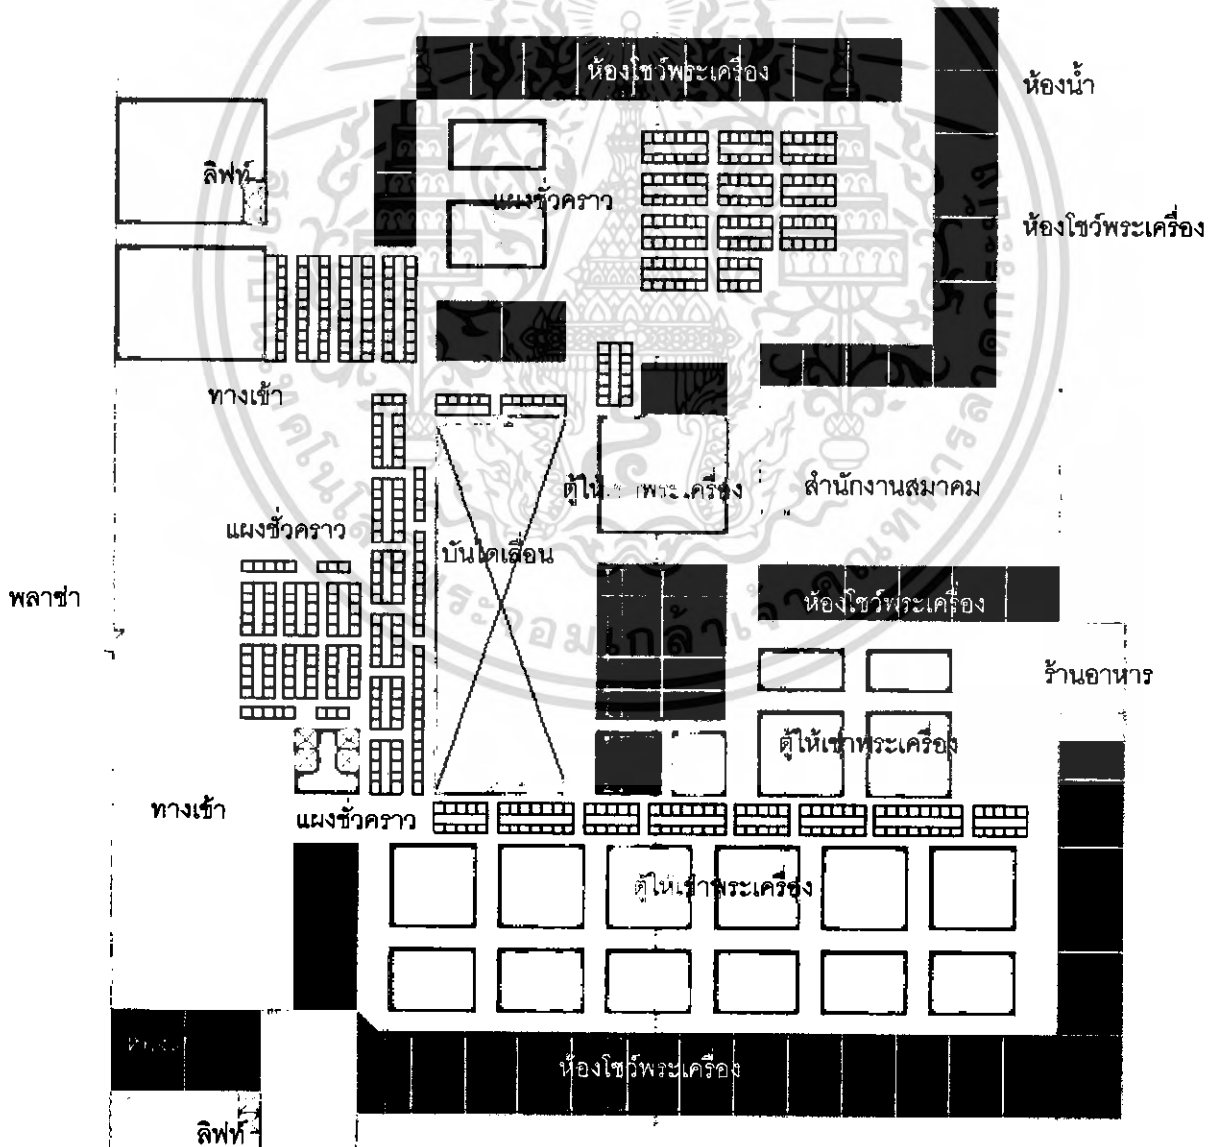 ห้องโชว์พระเครื่อง
ห้องน้ำ
ลิฟท์
แผงชั่วคราว
ห้องโชว์พระเครื่อง
ทางเข้า
ตู้ให้เช่าพระเครื่อง
สำนักงานสมาคม
แผงชั่วคราว
บันไดเลื่อน
พลาซ่า
ห้องโชว์พระเครื่อง
ร้านอาหาร
ตู้ให้เช่าพระเครื่อง
ทางเข้า
แผงชั่วคราว
ตู้ให้เช่าพระเครื่อง
ห้องโชว์พระเครื่อง
ลิฟท์